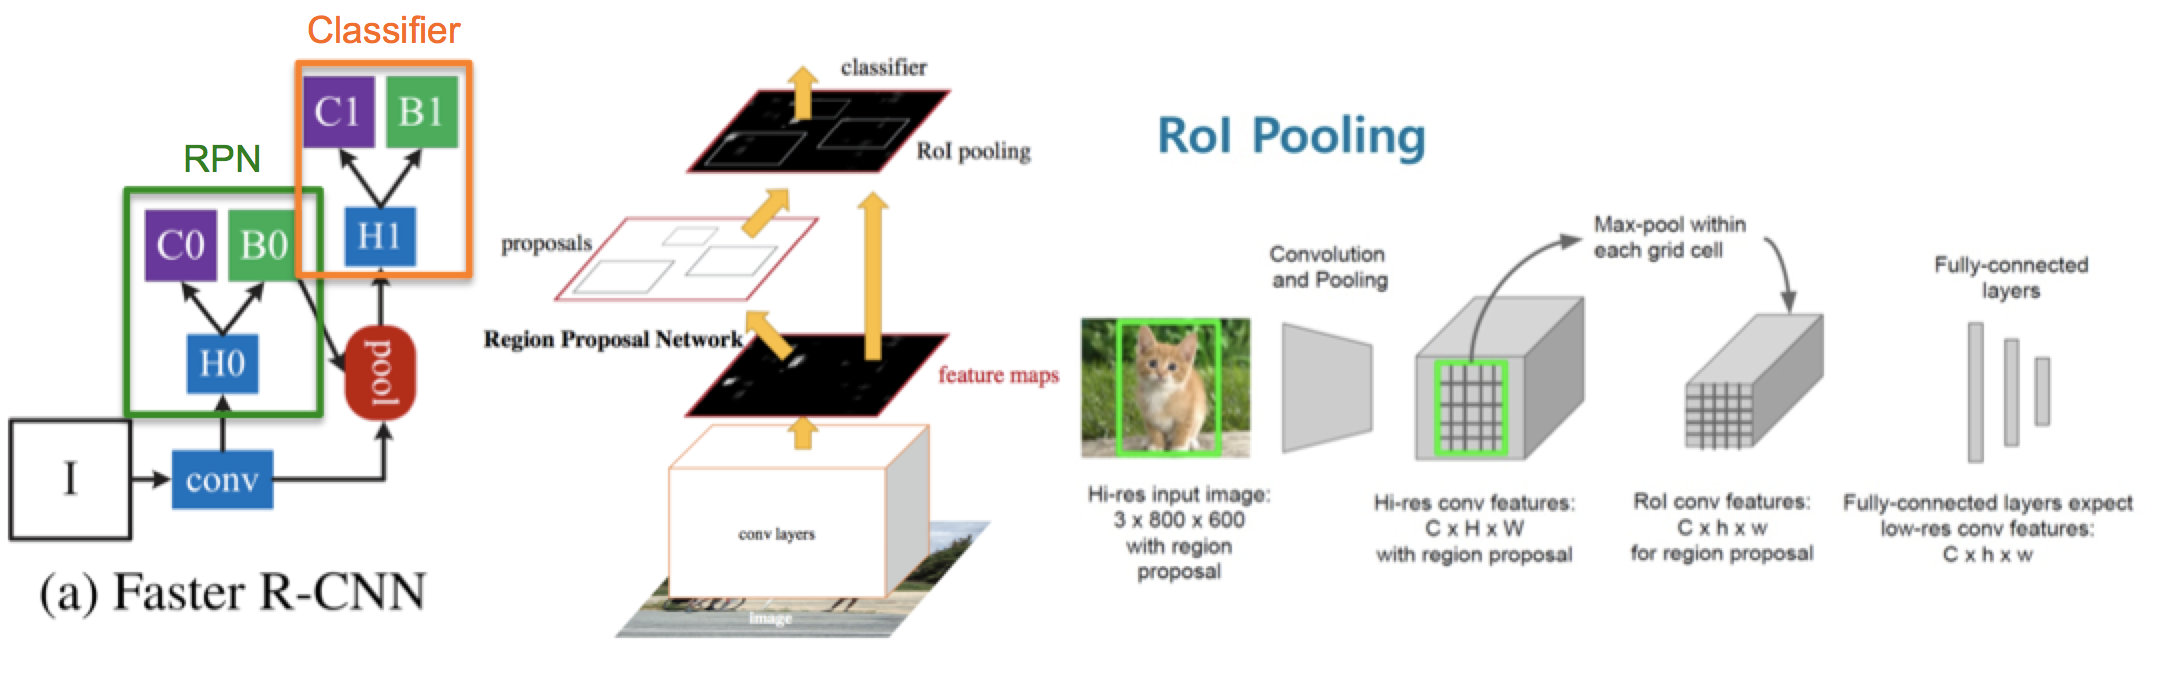 Classifier
C1
B1
RPN
C0
B0
H1
H0
pool
I
conv
(a) Faster R-CNN
classifier
RoI pooling
proposals
Region Proposal Network
feature maps
conv layers
image
RoI Pooling
Convolution
and Pooling
Max-pool within
each grid cell
Fully-connected
layers
Hi-res input image:
3 x 800 x 600
with region
proposal
Hi-res conv features:
C x H x W
with region proposal
RoI conv features:
C x h x w
for region proposal
Fully-connected layers expect
low-res conv features:
C x h x w